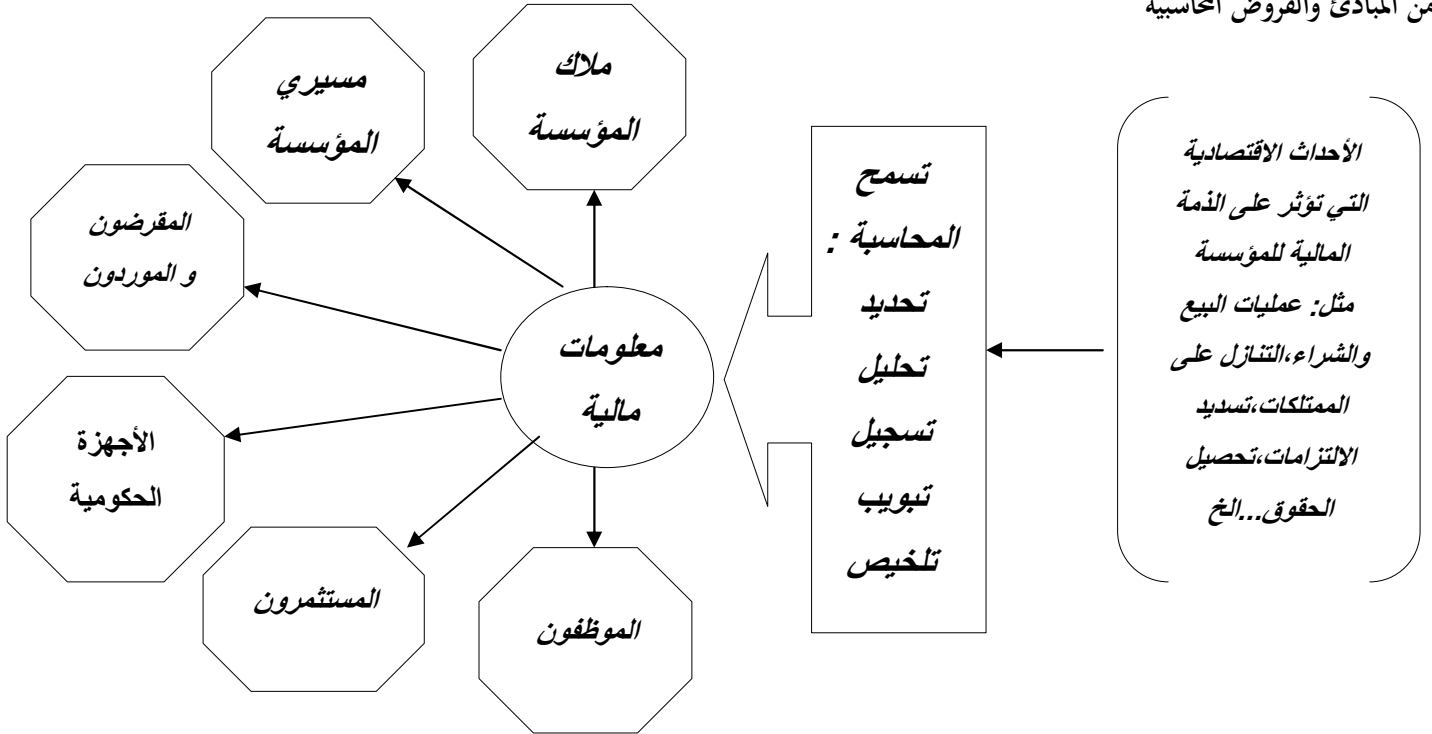 من المبادئ والفروض المحاسبية
الأحداث الاقتصادية
التي تؤثر على الذمة
المالية للمؤسسة
مثل: عمليات البيع
والشراء،التنازل على
الممتلكات،تسديد
الالتزامات،تحصيل
الحقوق...الخ
تسمح
المحاسبة :
تحديد
تحليل
تسجيل
تبويب
تلخيص
معلومات
مالية
ملاك
المؤسسة
مسيري
المؤسسة
المقرضون
و الموردون
الأجهزة
الحكومية
المستثمرون
الموظفون